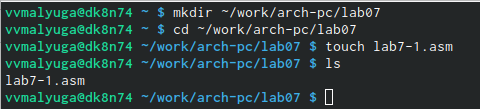 vvmalyuga@dk8n74 ~ $ mkdir ~/work/arch-pc/lab07
vvmalyuga@dk8n74 ~ $ cd ~/work/arch-pc/lab07
vvmalyuga@dk8n74 ~/work/arch-pc/lab07 $ touch lab7-1.asm
vvmalyuga@dk8n74 ~/work/arch-pc/lab07 $ ls
lab7-1.asm
vvmalyuga@dk8n74 ~/work/arch-pc/lab07 $